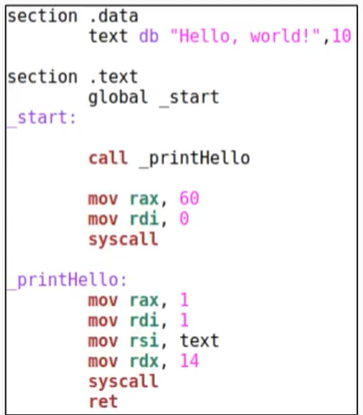 section .data
        text db "Hello, world!",10

section .text
        global _start
_start:

        call _printHello

        mov rax, 60
        mov rdi, 0
        syscall

_printHello:
        mov rax, 1
        mov rdi, 1
        mov rsi, text
        mov rdx, 14
        syscall
        ret